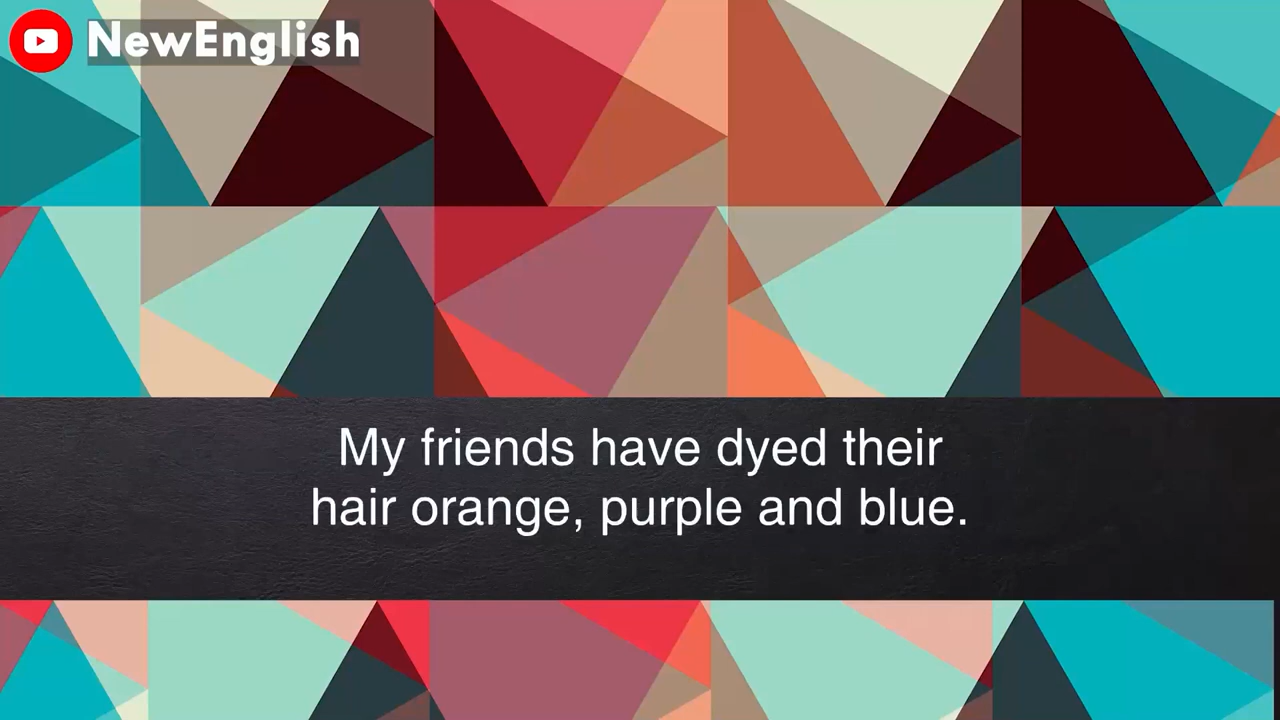 NewEnglish
My friends have dyed their
hair orange, purple and blue.